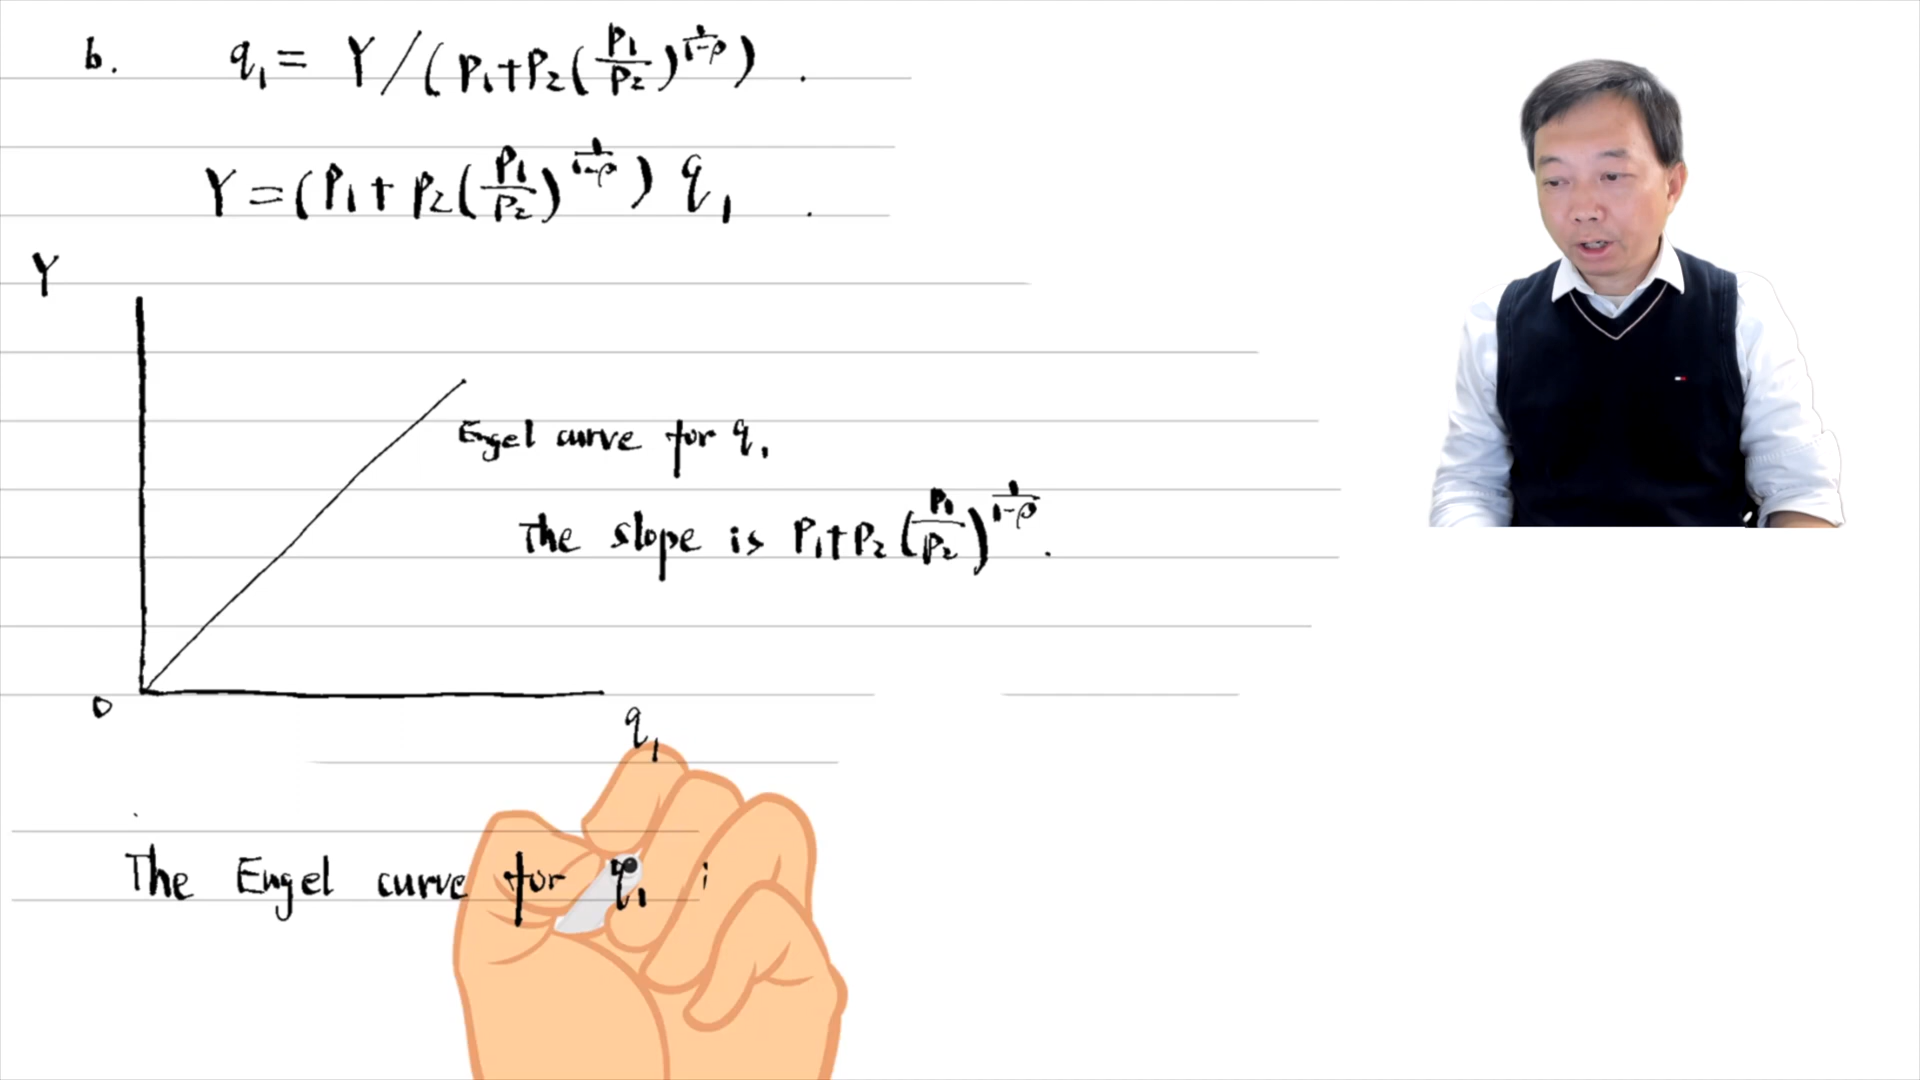 b. q₁ = Y/(p₁+p₂(p₁/p₂)^(1/(1-ρ))).
Y=(p₁+p₂(p₁/p₂)^(1/(1-ρ))) q₁.
Y
Engel curve for q₁
The slope is p₁+p₂(p₁/p₂)^(1/(1-ρ)).
0
q₁
The Engel curve for q₁ i